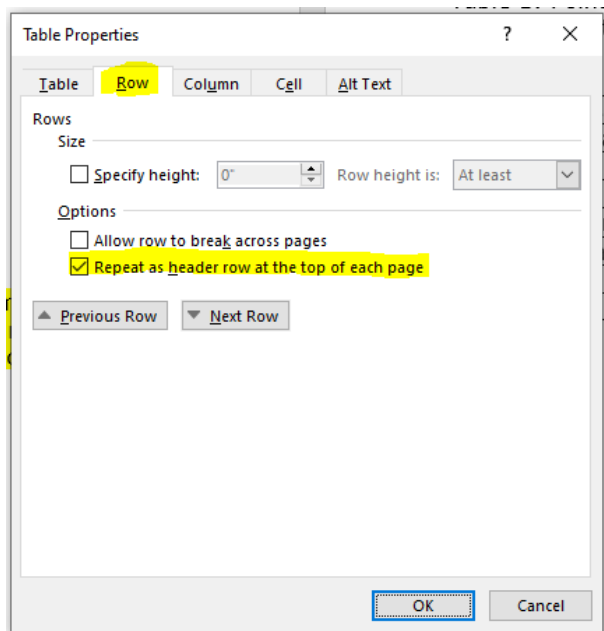 Table Properties ? ×
Table Row Column Cell Alt Text
Rows
Size
Specify height: 0" Row height is: At least
Options
Allow row to break across pages
Repeat as header row at the top of each page
Previous Row Next Row
OK Cancel